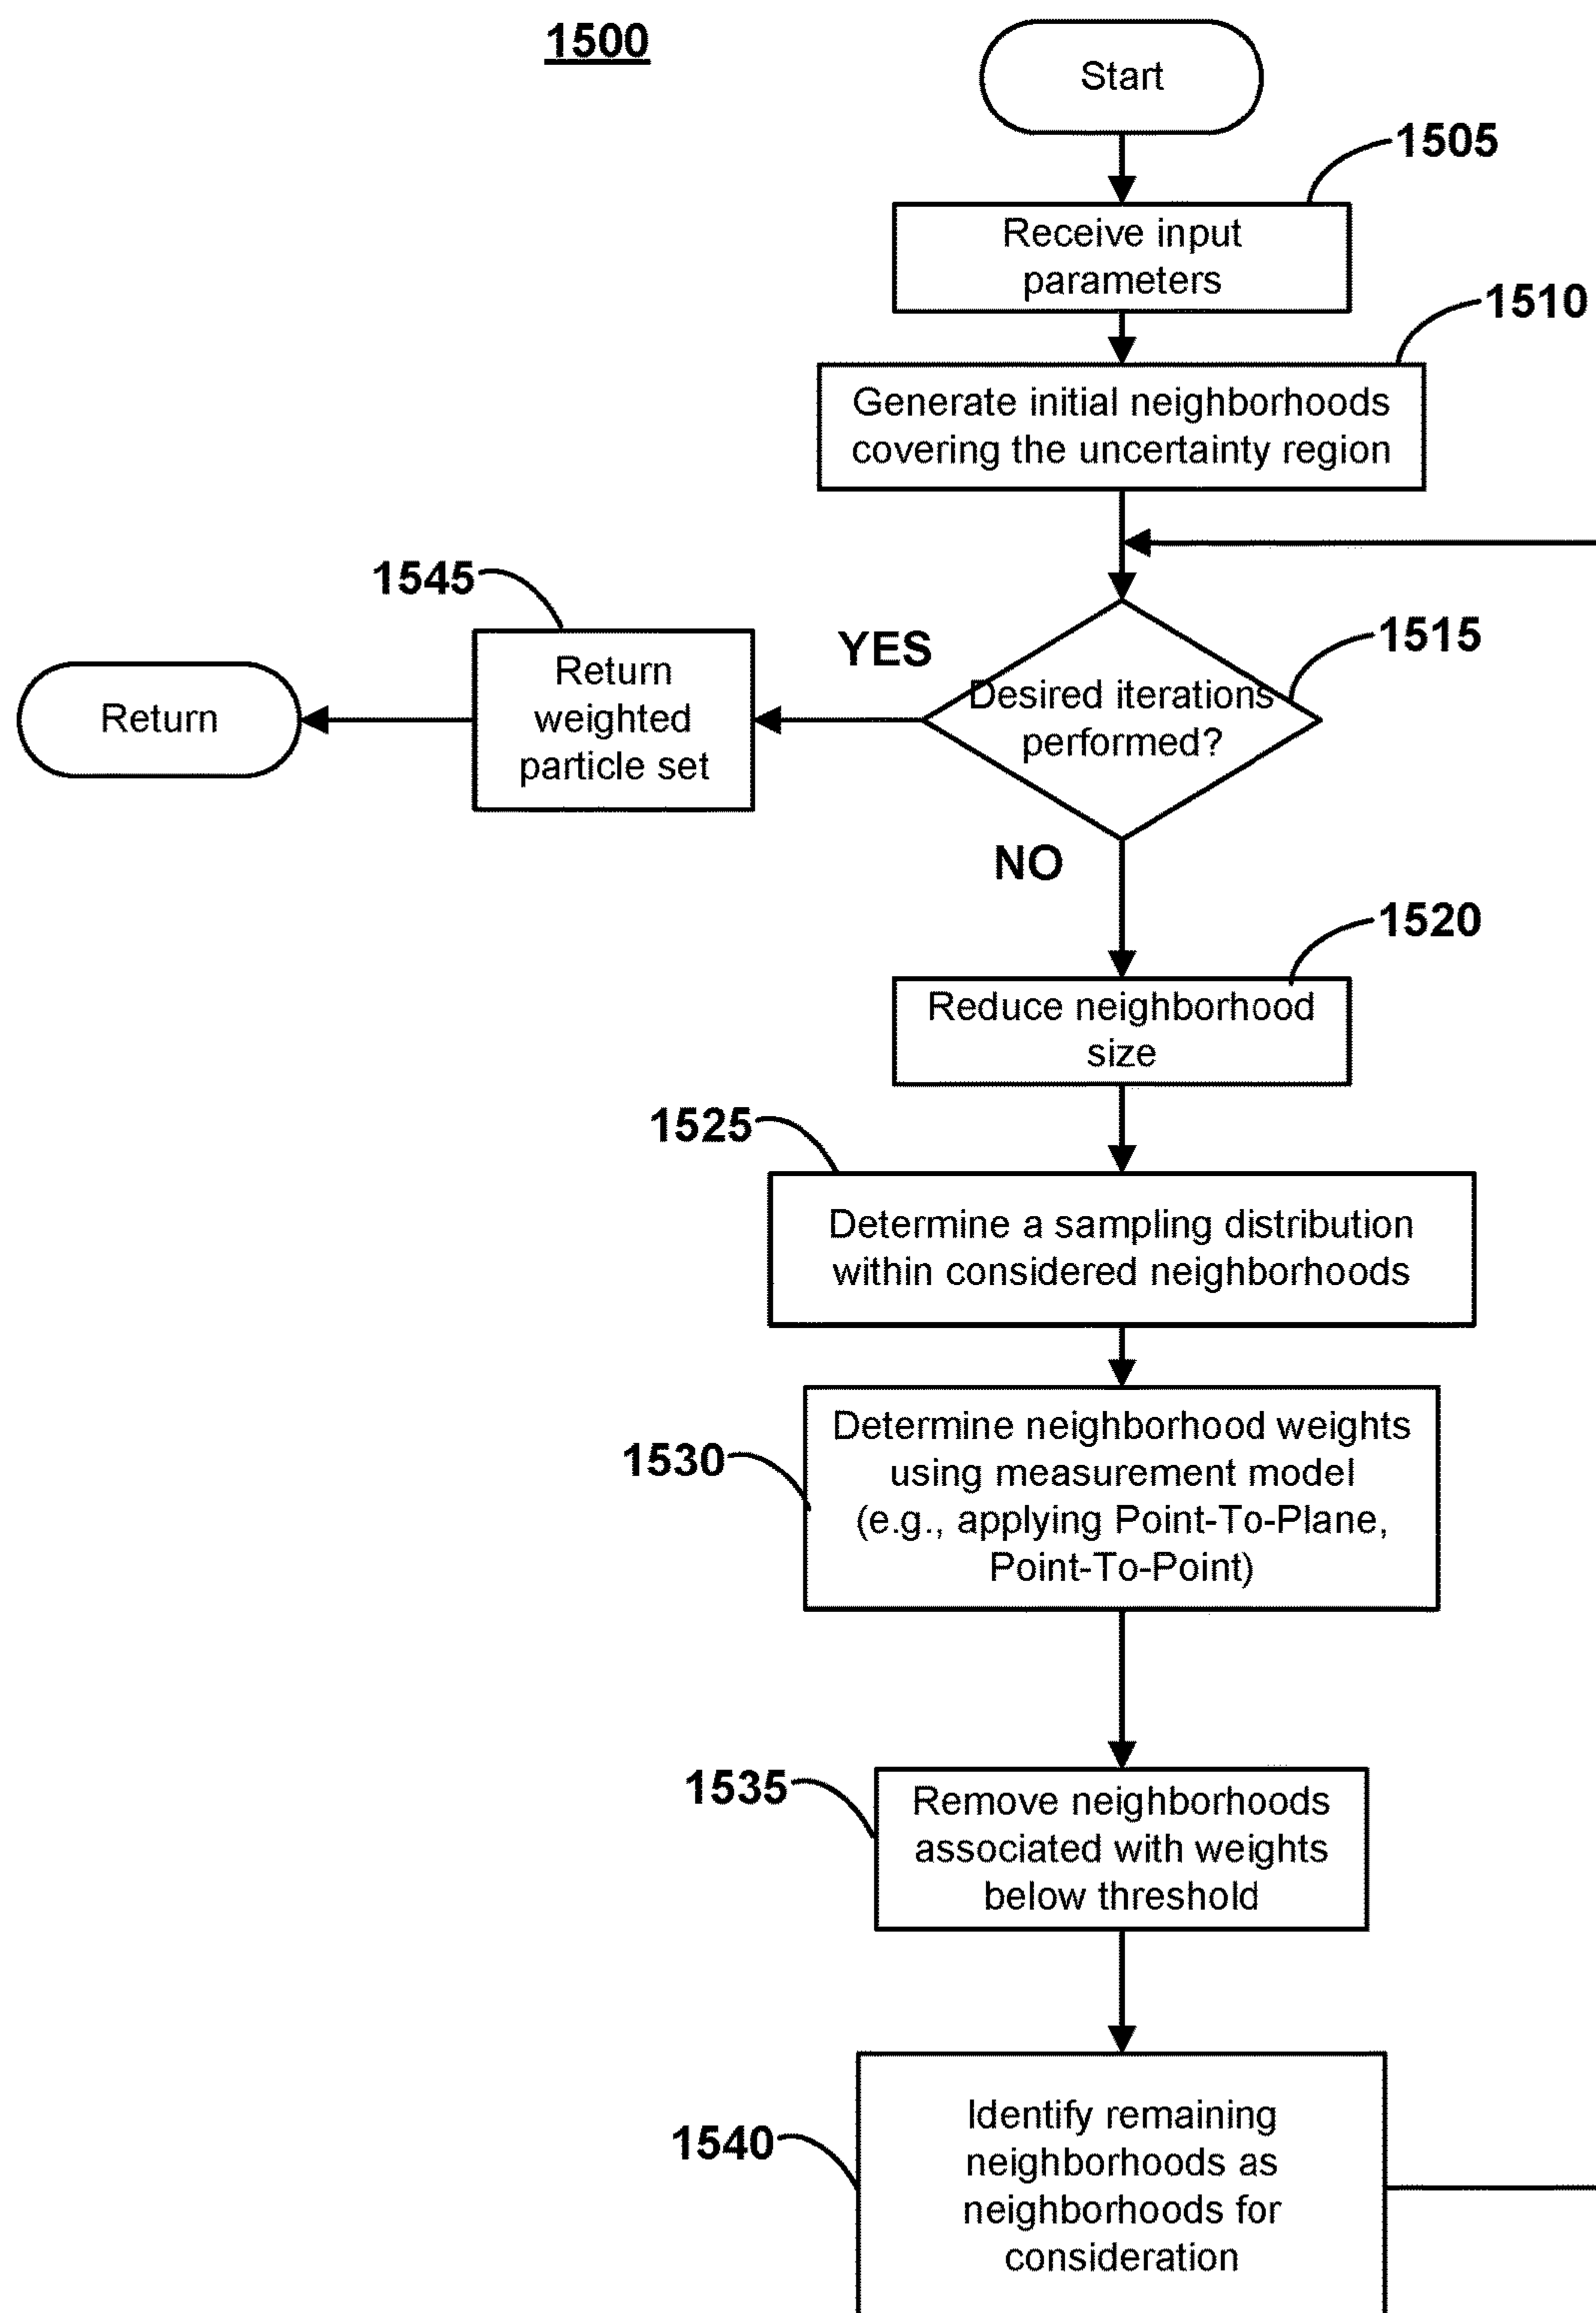 1500
Start
1505
Receive input
parameters
1510
Generate initial neighborhoods
covering the uncertainty region
1545
Return
weighted
particle set
Return
YES
1515
Desired iterations
performed?
NO
1520
Reduce neighborhood
size
1525
Determine a sampling distribution
within considered neighborhoods
1530
Determine neighborhood weights
using measurement model
(e.g., applying Point-To-Plane,
Point-To-Point)
1535
Remove neighborhoods
associated with weights
below threshold
1540
Identify remaining
neighborhoods as
neighborhoods for
consideration